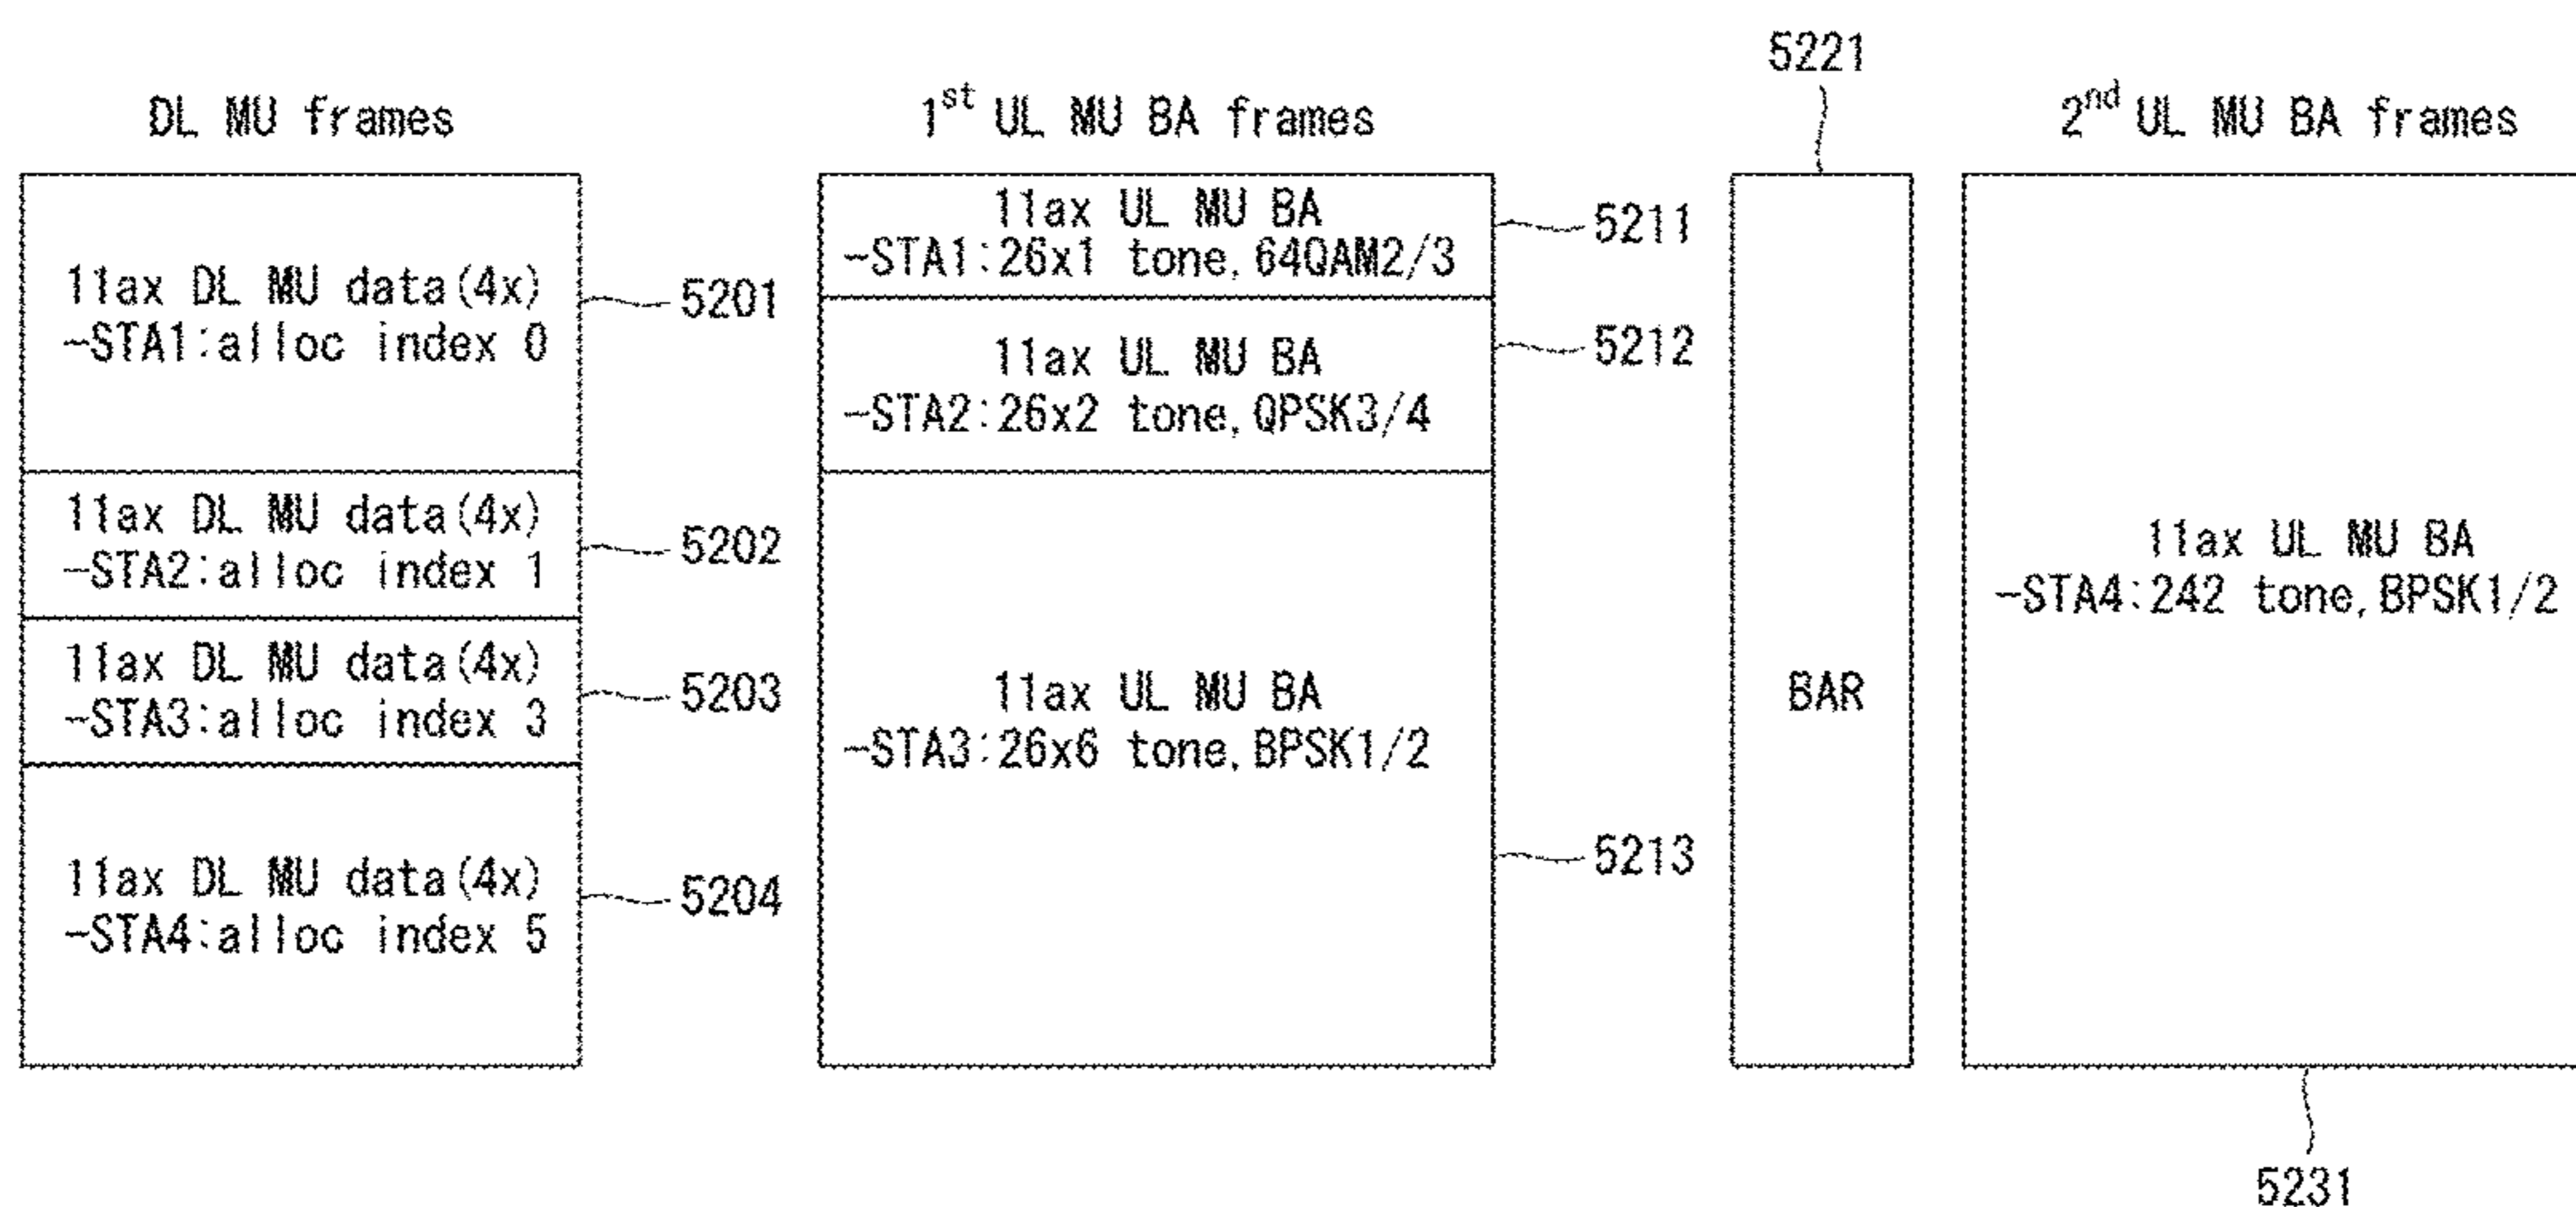 DL MU frames
11ax DL MU data(4x)
-STA1:alloc index 0
5201
11ax DL MU data(4x)
-STA2:alloc index 1
5202
11ax DL MU data(4x)
-STA3:alloc index 3
5203
11ax DL MU data(4x)
-STA4:alloc index 5
5204
1st UL MU BA frames
11ax UL MU BA
-STA1:26x1 tone,64QAM2/3
5211
11ax UL MU BA
-STA2:26x2 tone,QPSK3/4
5212
11ax UL MU BA
-STA3:26x6 tone,BPSK1/2
5213
5221
BAR
2nd UL MU BA frames
11ax UL MU BA
-STA4:242 tone,BPSK1/2
5231